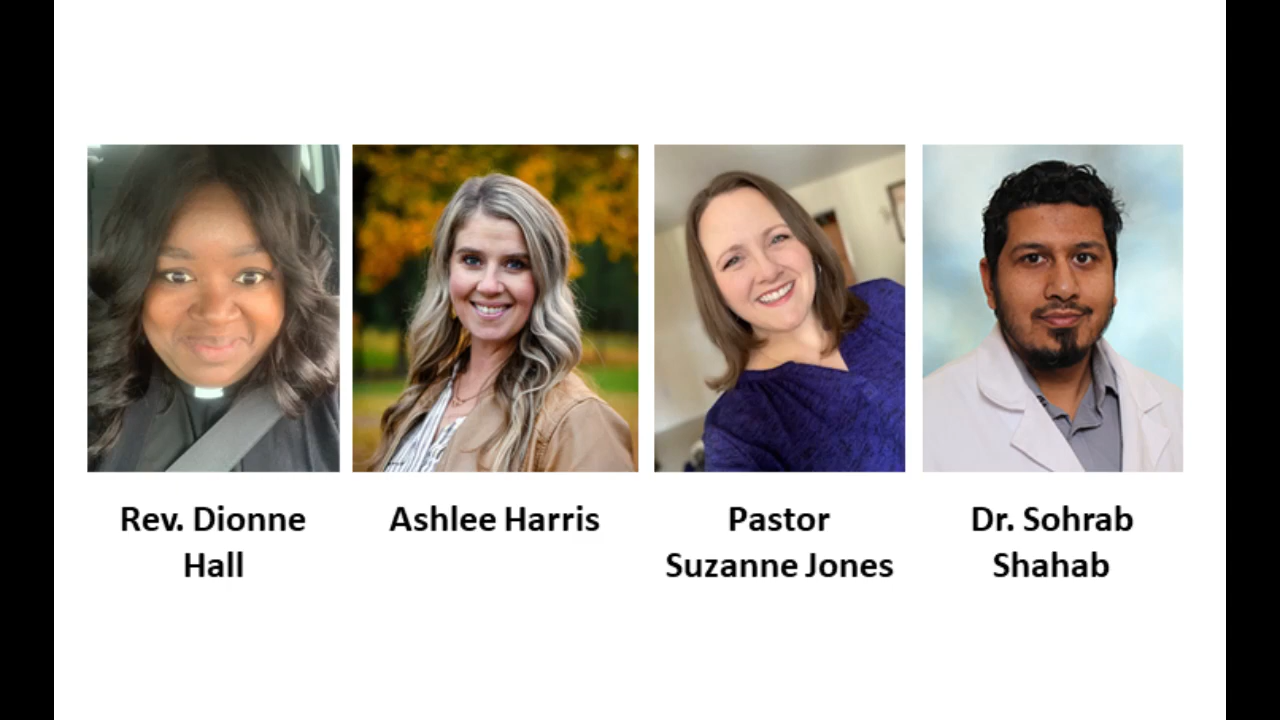 Rev. Dionne
Hall
Ashlee Harris
Pastor
Suzanne Jones
Dr. Sohrab
Shahab